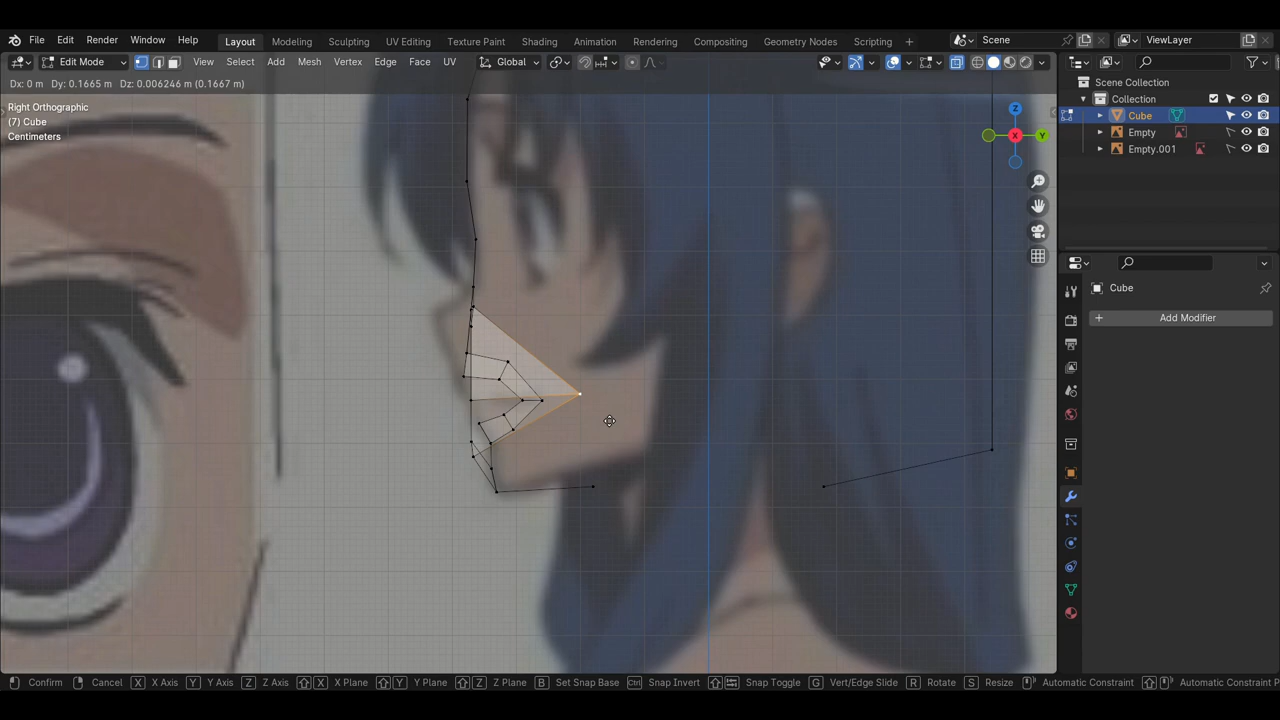 File Edit Render Window Help Layout Modeling Sculpting UV Editing Texture Paint Shading Animation Rendering Compositing Geometry Nodes Scripting + Scene ViewLayer
Edit Mode View Select Add Mesh Vertex Edge Face UV Global
Dx: 0 m Dy: 0.1665 m Dz: 0.006246 m (0.1667 m)
Right Orthographic
(7) Cube
Centimeters
Z
X
Y
Scene Collection
Collection
Cube
Empty
Empty.001
Cube
+ Add Modifier
Confirm Cancel X X Axis Y Y Axis Z Z Axis X X Plane Y Y Plane Z Z Plane B Set Snap Base Ctrl Snap Invert Snap Toggle G Vert/Edge Slide R Rotate S Resize Automatic Constraint Automatic Constraint P